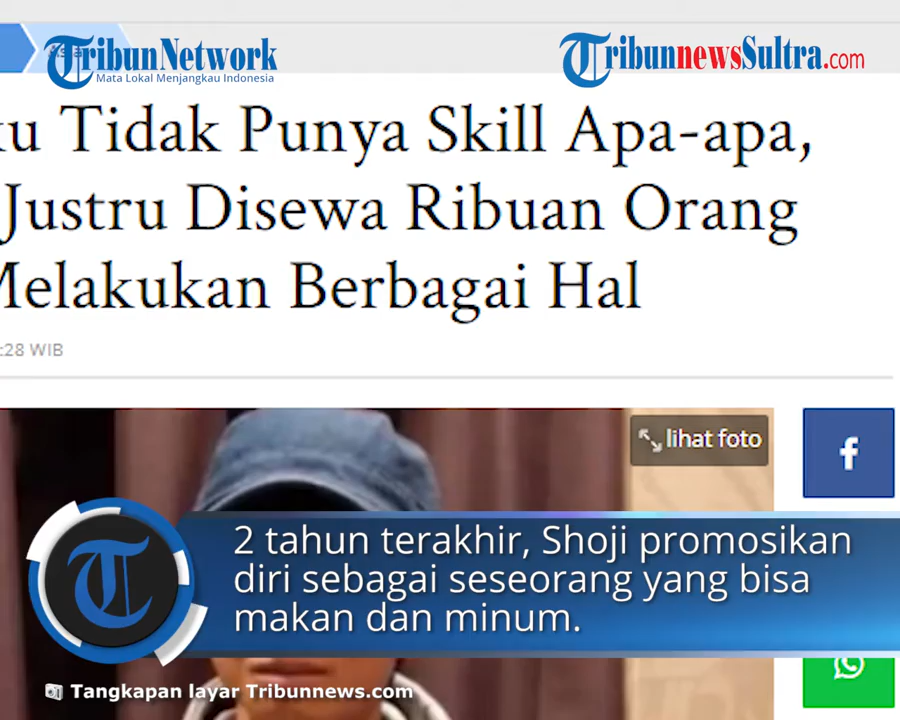 TribunNetwork
Mata Lokal Menjangkau Indonesia
TribunnewsSultra.com
ku Tidak Punya Skill Apa-apa,
Justru Disewa Ribuan Orang
Melakukan Berbagai Hal
:28 WIB
lihat foto
f
2 tahun terakhir, Shoji promosikan
diri sebagai seseorang yang bisa
makan dan minum.
T
Tangkapan layar Tribunnews.com